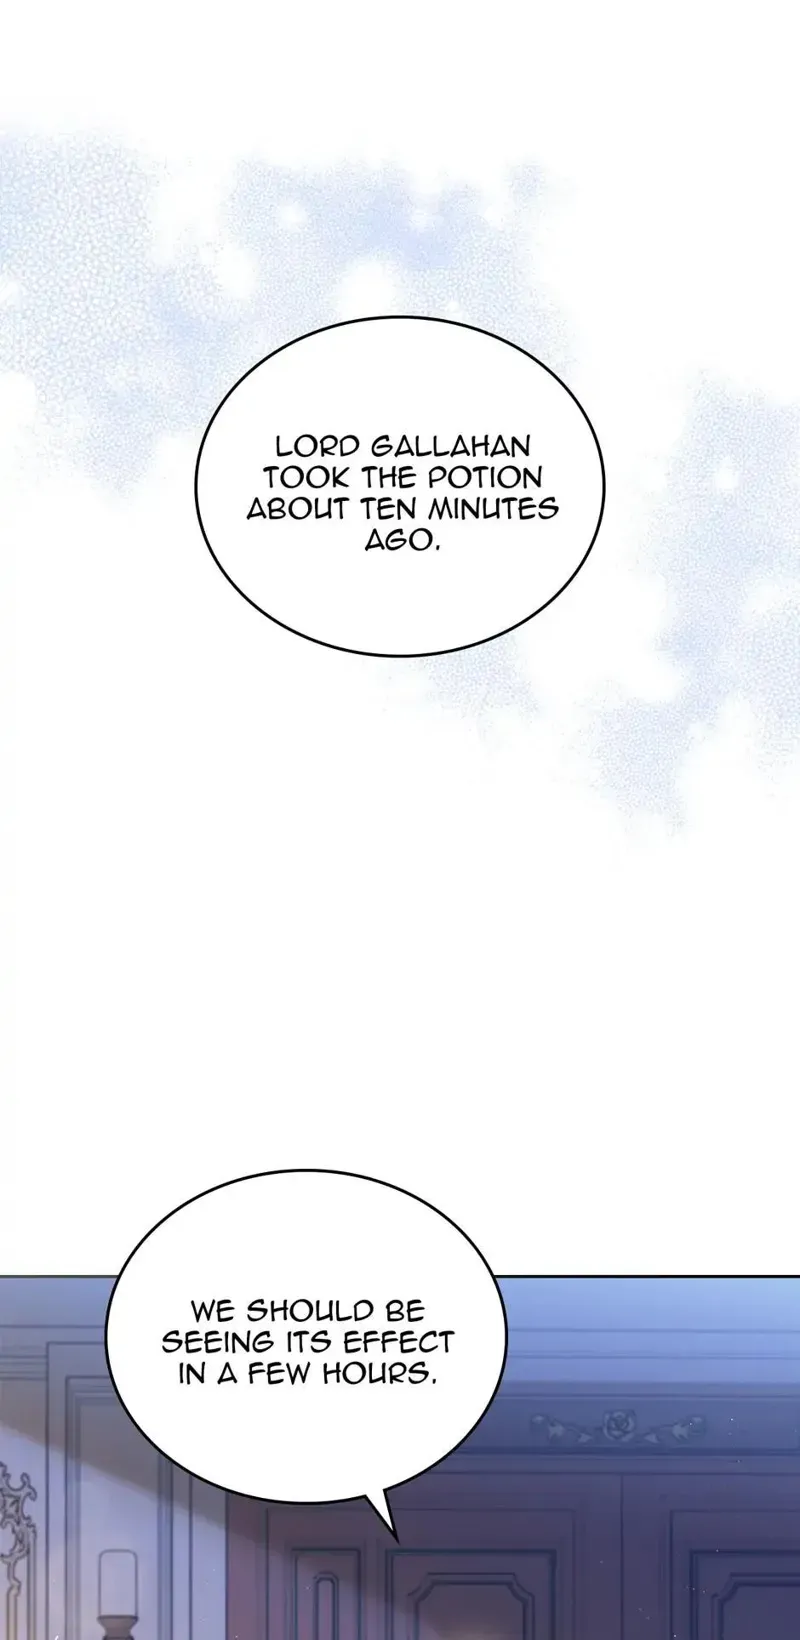 LORD GALLAHAN
TOOK THE POTION
ABOUT TEN MINUTES
AGO.
WE SHOULD BE
SEEING ITS EFFECT
IN A FEW HOURS.